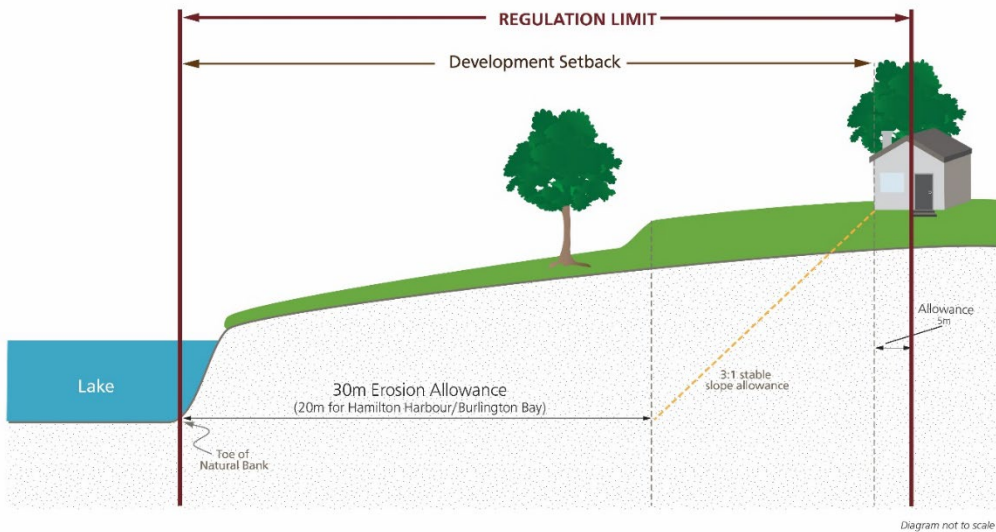 REGULATION LIMIT
Development Setback
Allowance
5m
Lake
30m Erosion Allowance
(20m for Hamilton Harbour/Burlington Bay)
3:1 stable
slope allowance
Toe of
Natural Bank
Diagram not to scale